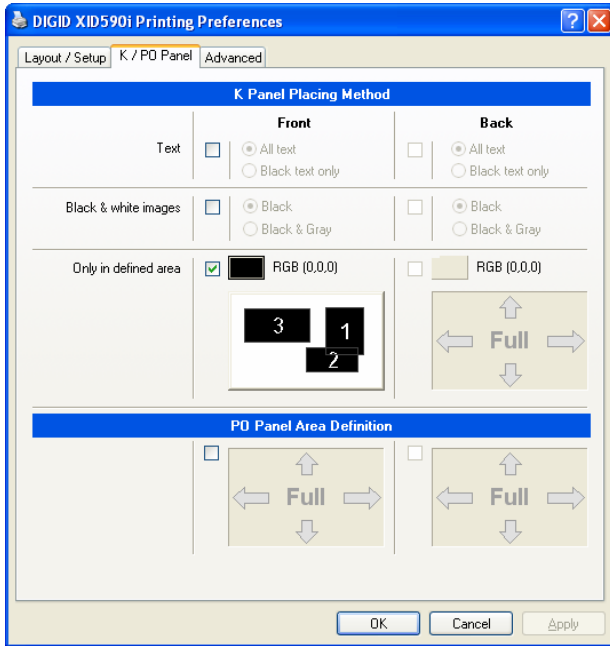 DIGID XID590i Printing Preferences
Layout / Setup K / PO Panel Advanced
K Panel Placing Method
Front Back
Text All text All text
Black text only Black text only
Black & white images Black Black
Black & Gray Black & Gray
Only in defined area RGB (0,0,0) RGB (0,0,0)
3 1 Full
2
PO Panel Area Definition
Full Full
OK Cancel Apply